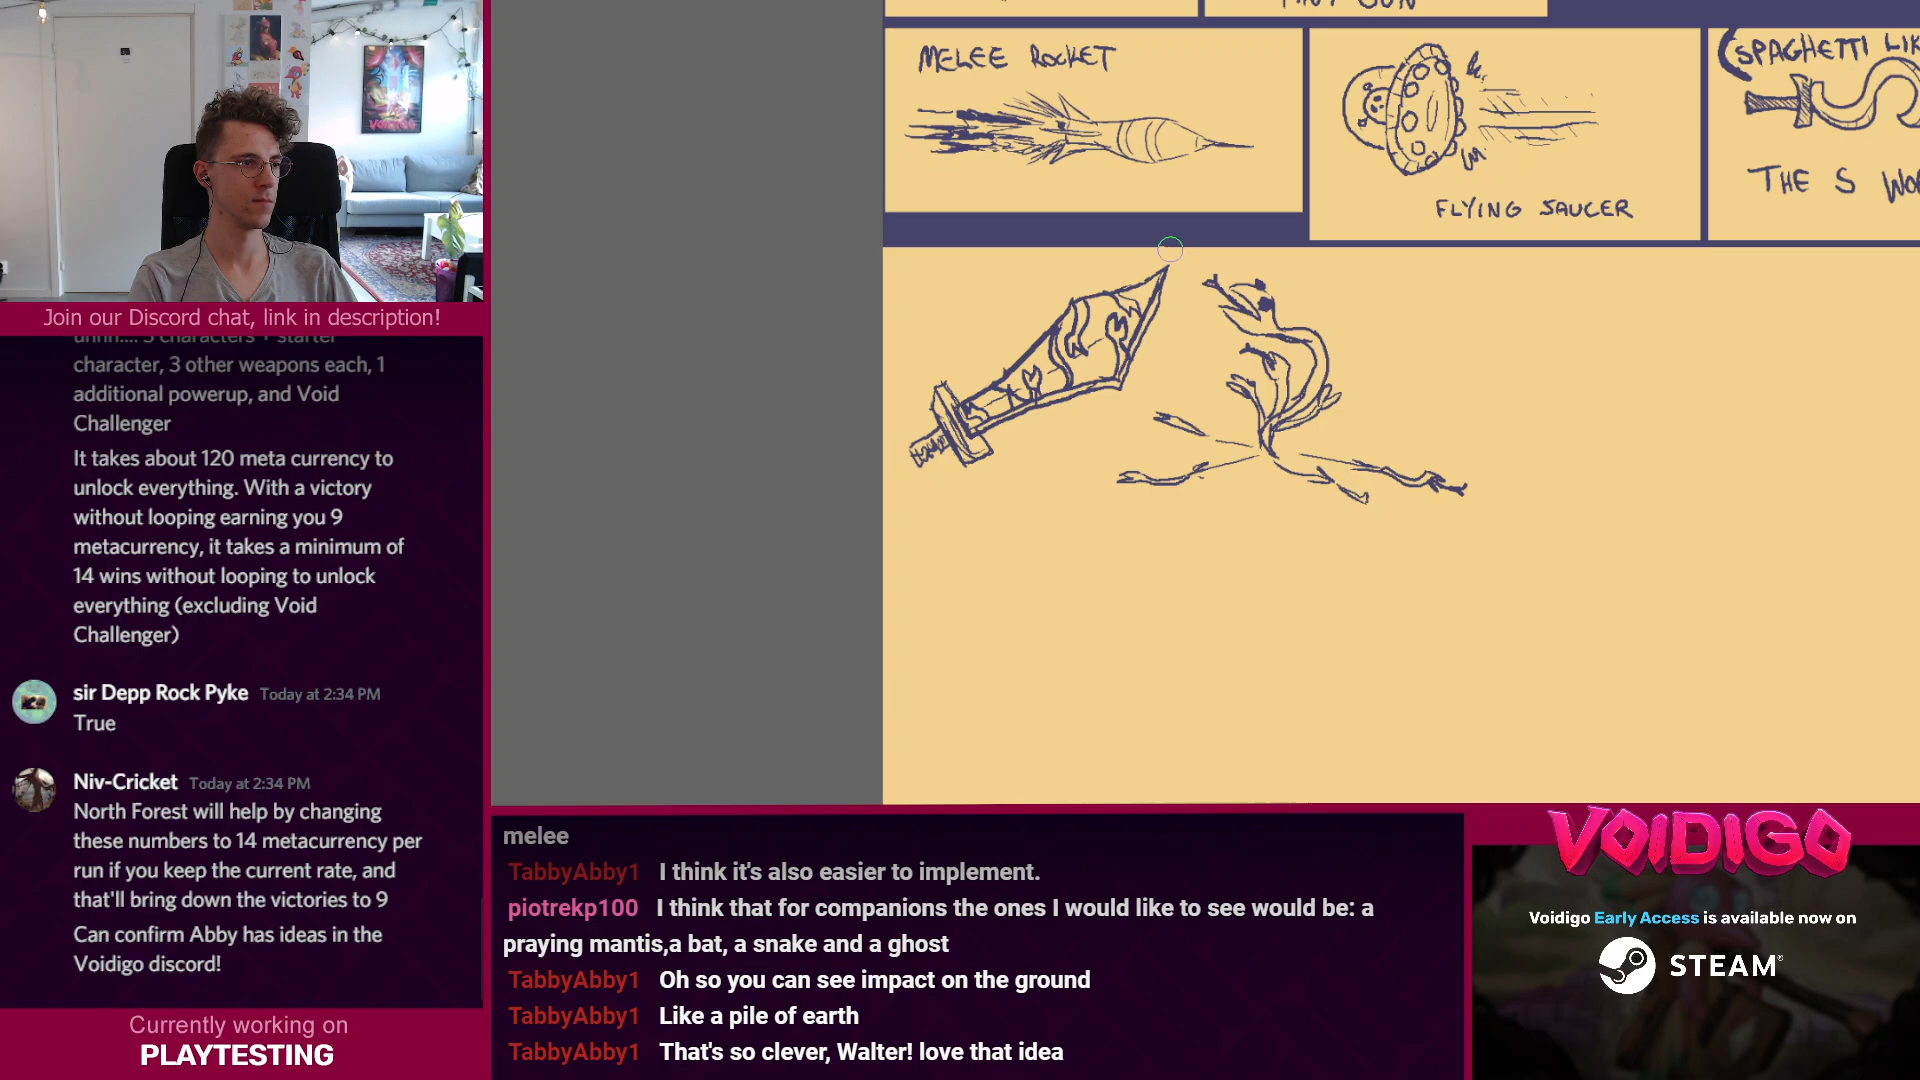 VOIDIGO
Join our Discord chat, link in description!
character, 3 other weapons each, 1
additional powerup, and Void
Challenger
It takes about 120 meta currency to
unlock everything. With a victory
without looping earning you 9
metacurrency, it takes a minimum of
14 wins without looping to unlock
everything (excluding Void
Challenger)
sir Depp Rock Pyke Today at 2:34 PM
True
Niv-Cricket Today at 2:34 PM
North Forest will help by changing
these numbers to 14 metacurrency per
run if you keep the current rate, and
that'll bring down the victories to 9
Can confirm Abby has ideas in the
Voidigo discord!
Currently working on
PLAYTESTING
MELEE ROCKET
FLYING SAUCER
(SPAGHETTI
THE S
melee
TabbyAbby1 I think it's also easier to implement.
piotrekp100 I think that for companions the ones I would like to see would be: a
praying mantis,a bat, a snake and a ghost
TabbyAbby1 Oh so you can see impact on the ground
TabbyAbby1 Like a pile of earth
TabbyAbby1 That's so clever, Walter! love that idea
VOIDIGO
Voidigo Early Access is available now on
STEAM®